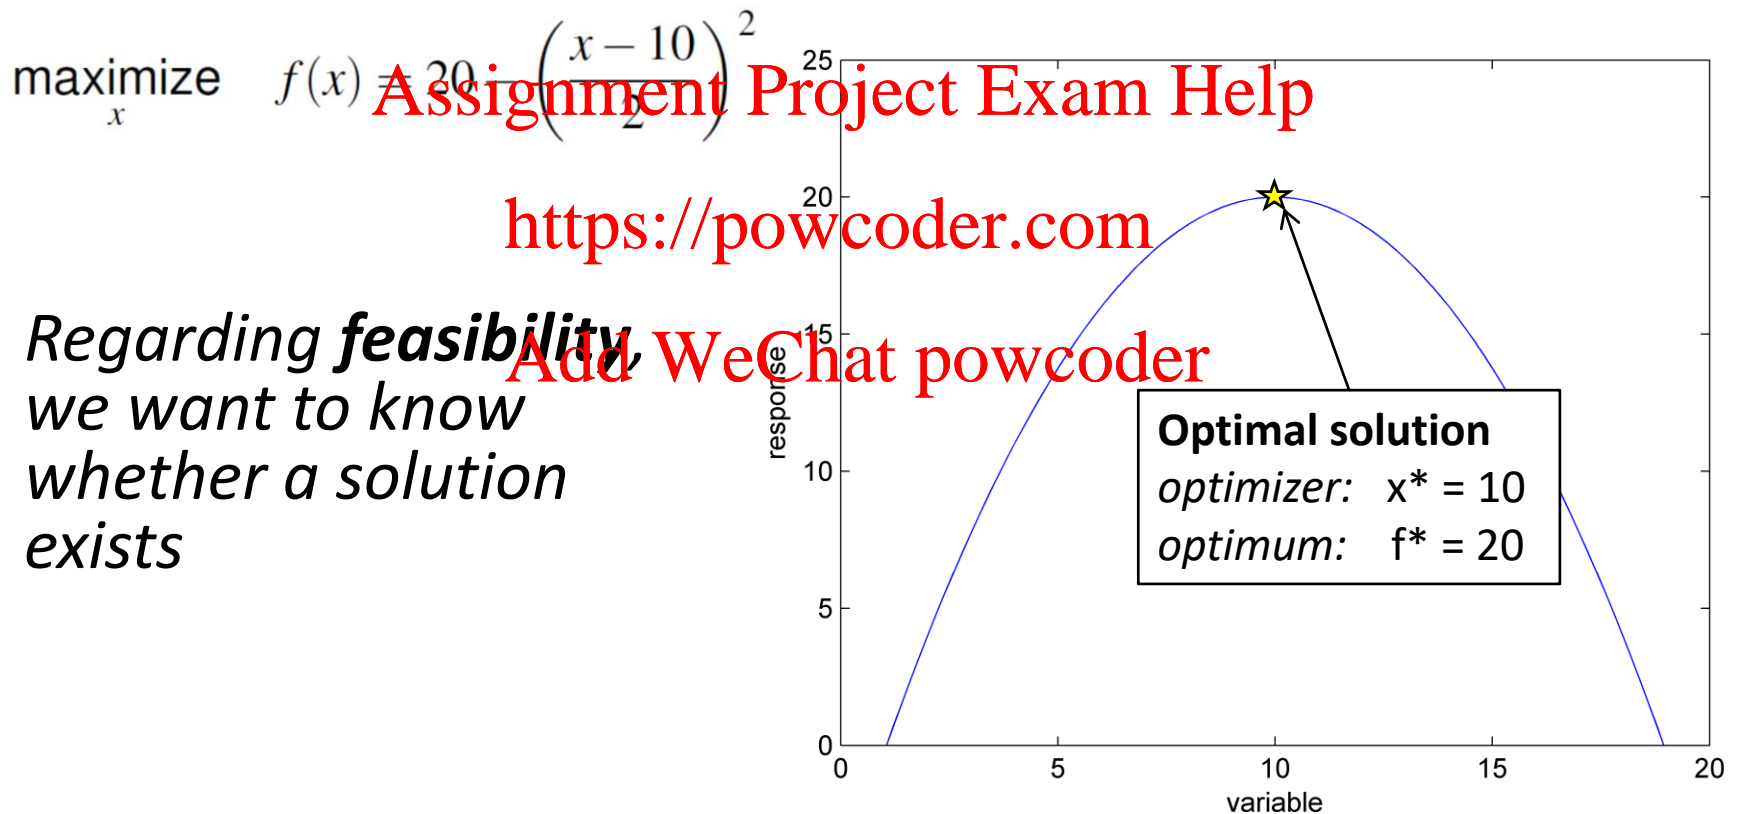 maximize f(x) = 20 − ((x − 10)/2)²
x
Assignment Project Exam Help
https://powcoder.com
Add WeChat powcoder
Regarding feasibility,
we want to know
whether a solution
exists
25
20
15
10
5
0
response
0 5 10 15 20
variable
Optimal solution
optimizer: x* = 10
optimum: f* = 20